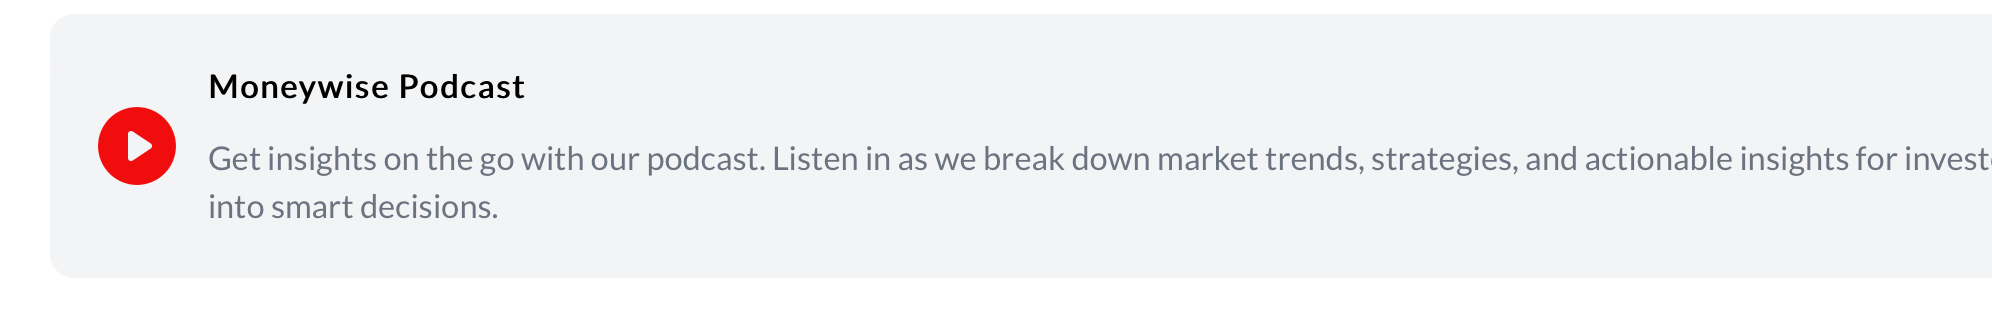 Moneywise Podcast
Get insights on the go with our podcast. Listen in as we break down market trends, strategies, and actionable insights for
into smart decisions.